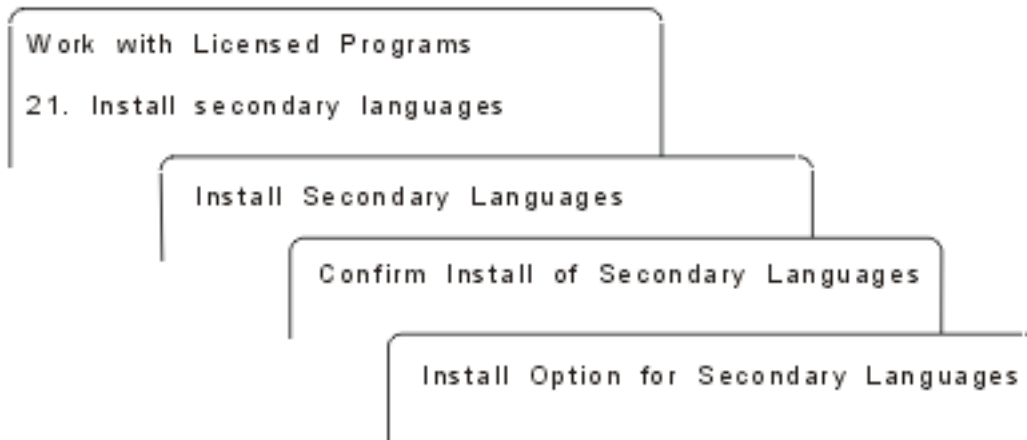 Work with Licensed Programs
21. Install secondary languages
Install Secondary Languages
Confirm Install of Secondary Languages
Install Option for Secondary Languages